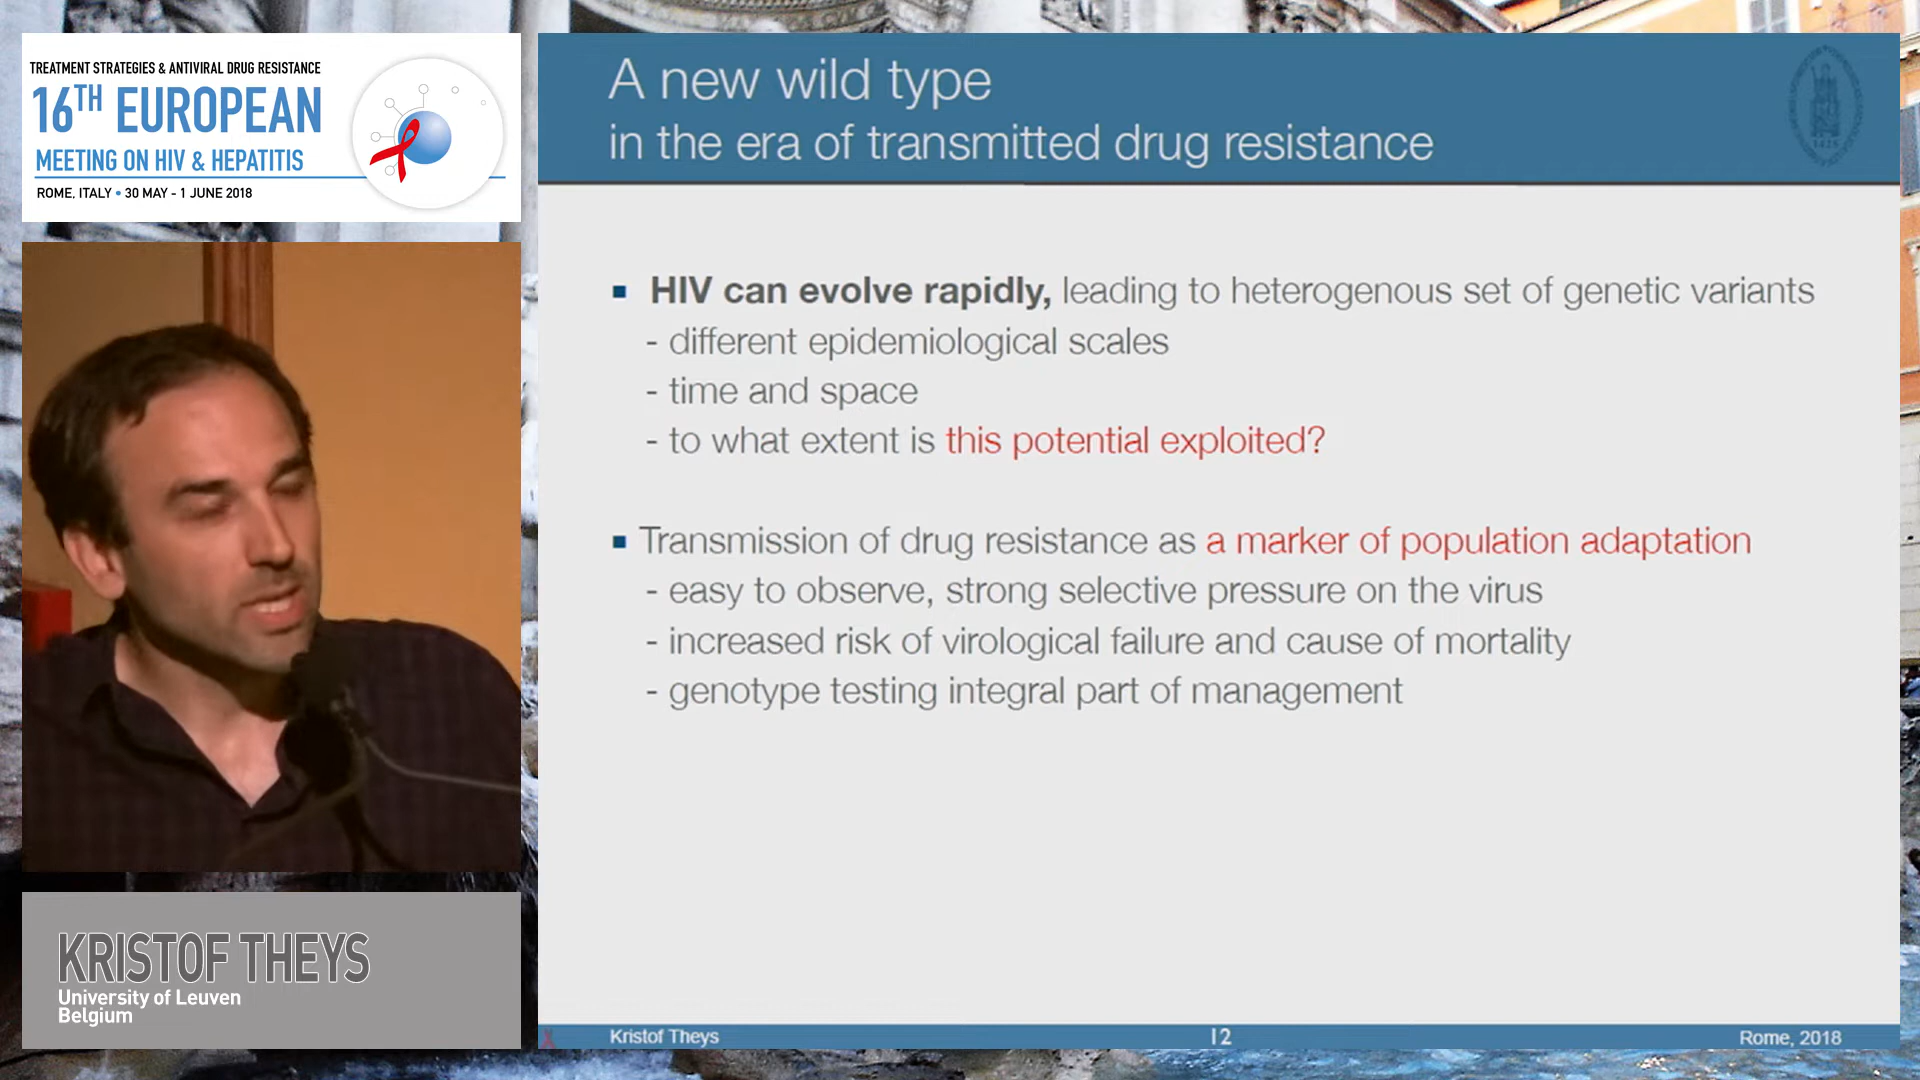 TREATMENT STRATEGIES & ANTIVIRAL DRUG RESISTANCE
16TH EUROPEAN
MEETING ON HIV & HEPATITIS
ROME, ITALY • 30 MAY - 1 JUNE 2018
KRISTOF THEYS
University of Leuven
Belgium
A new wild type
in the era of transmitted drug resistance
1425
▪ HIV can evolve rapidly, leading to heterogenous set of genetic variants
- different epidemiological scales
- time and space
- to what extent is this potential exploited?
▪ Transmission of drug resistance as a marker of population adaptation
- easy to observe, strong selective pressure on the virus
- increased risk of virological failure and cause of mortality
- genotype testing integral part of management
Kristof Theys
12
Rome, 2018